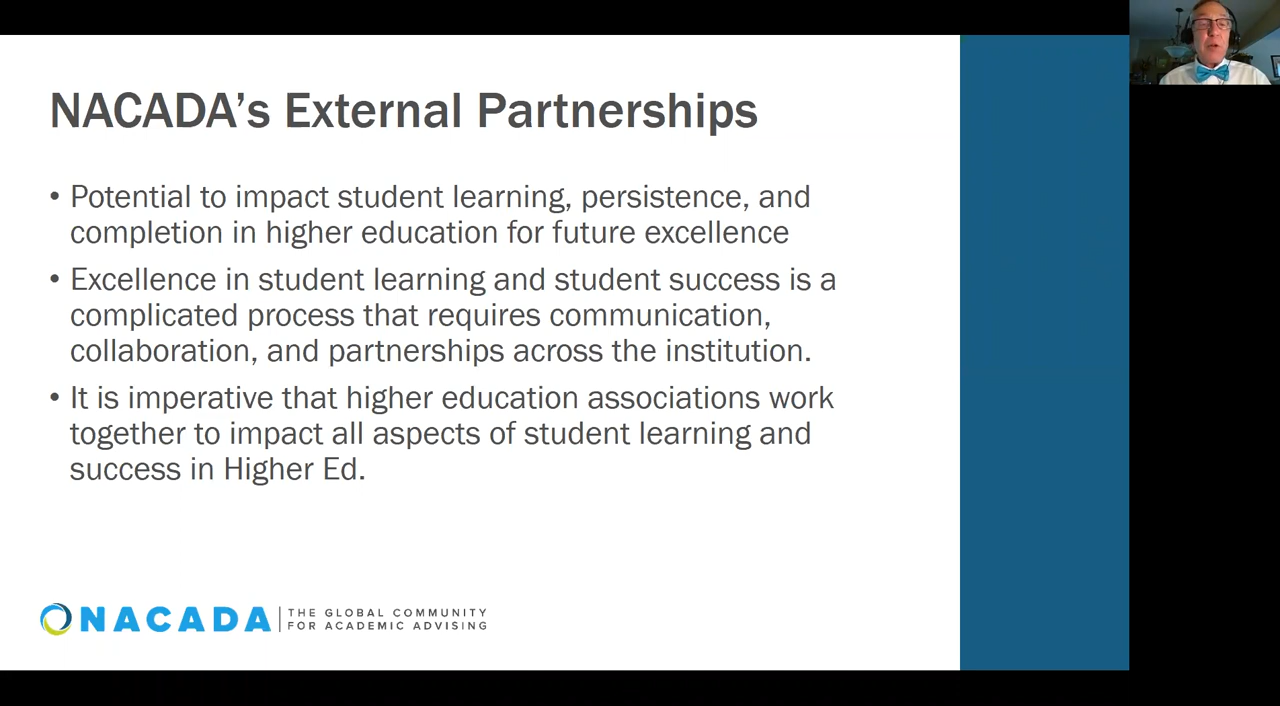 NACADA’s External Partnerships
• Potential to impact student learning, persistence, and
completion in higher education for future excellence
• Excellence in student learning and student success is a
complicated process that requires communication,
collaboration, and partnerships across the institution.
• It is imperative that higher education associations work
together to impact all aspects of student learning and
success in Higher Ed.
NACADA THE GLOBAL COMMUNITY
FOR ACADEMIC ADVISING